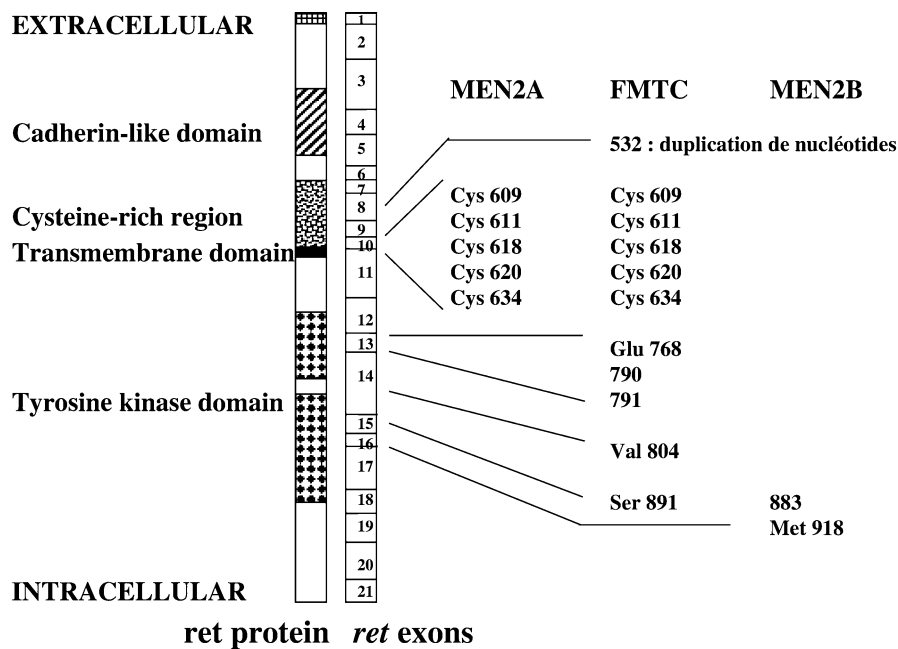 EXTRACELLULAR
Cadherin-like domain
Cysteine-rich region
Transmembrane domain
Tyrosine kinase domain
INTRACELLULAR
1
2
3
4
5
6
7
8
9
10
11
12
13
14
15
16
17
18
19
20
21
ret protein ret exons
MEN2A FMTC MEN2B
532 : duplication de nucléotides
Cys 609 Cys 609
Cys 611 Cys 611
Cys 618 Cys 618
Cys 620 Cys 620
Cys 634 Cys 634
Glu 768
790
791
Val 804
Ser 891 883
Met 918